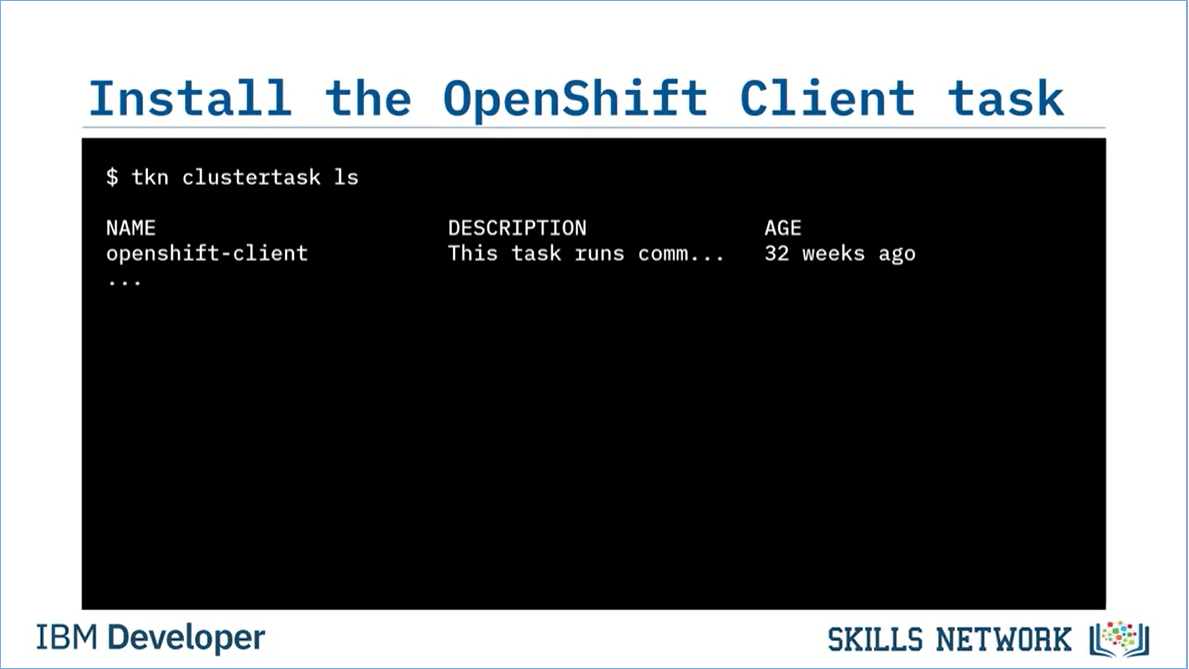 Install the OpenShift Client task
$ tkn clustertask ls
NAME DESCRIPTION AGE
openshift-client This task runs comm... 32 weeks ago
...
IBM Developer
SKILLS NETWORK